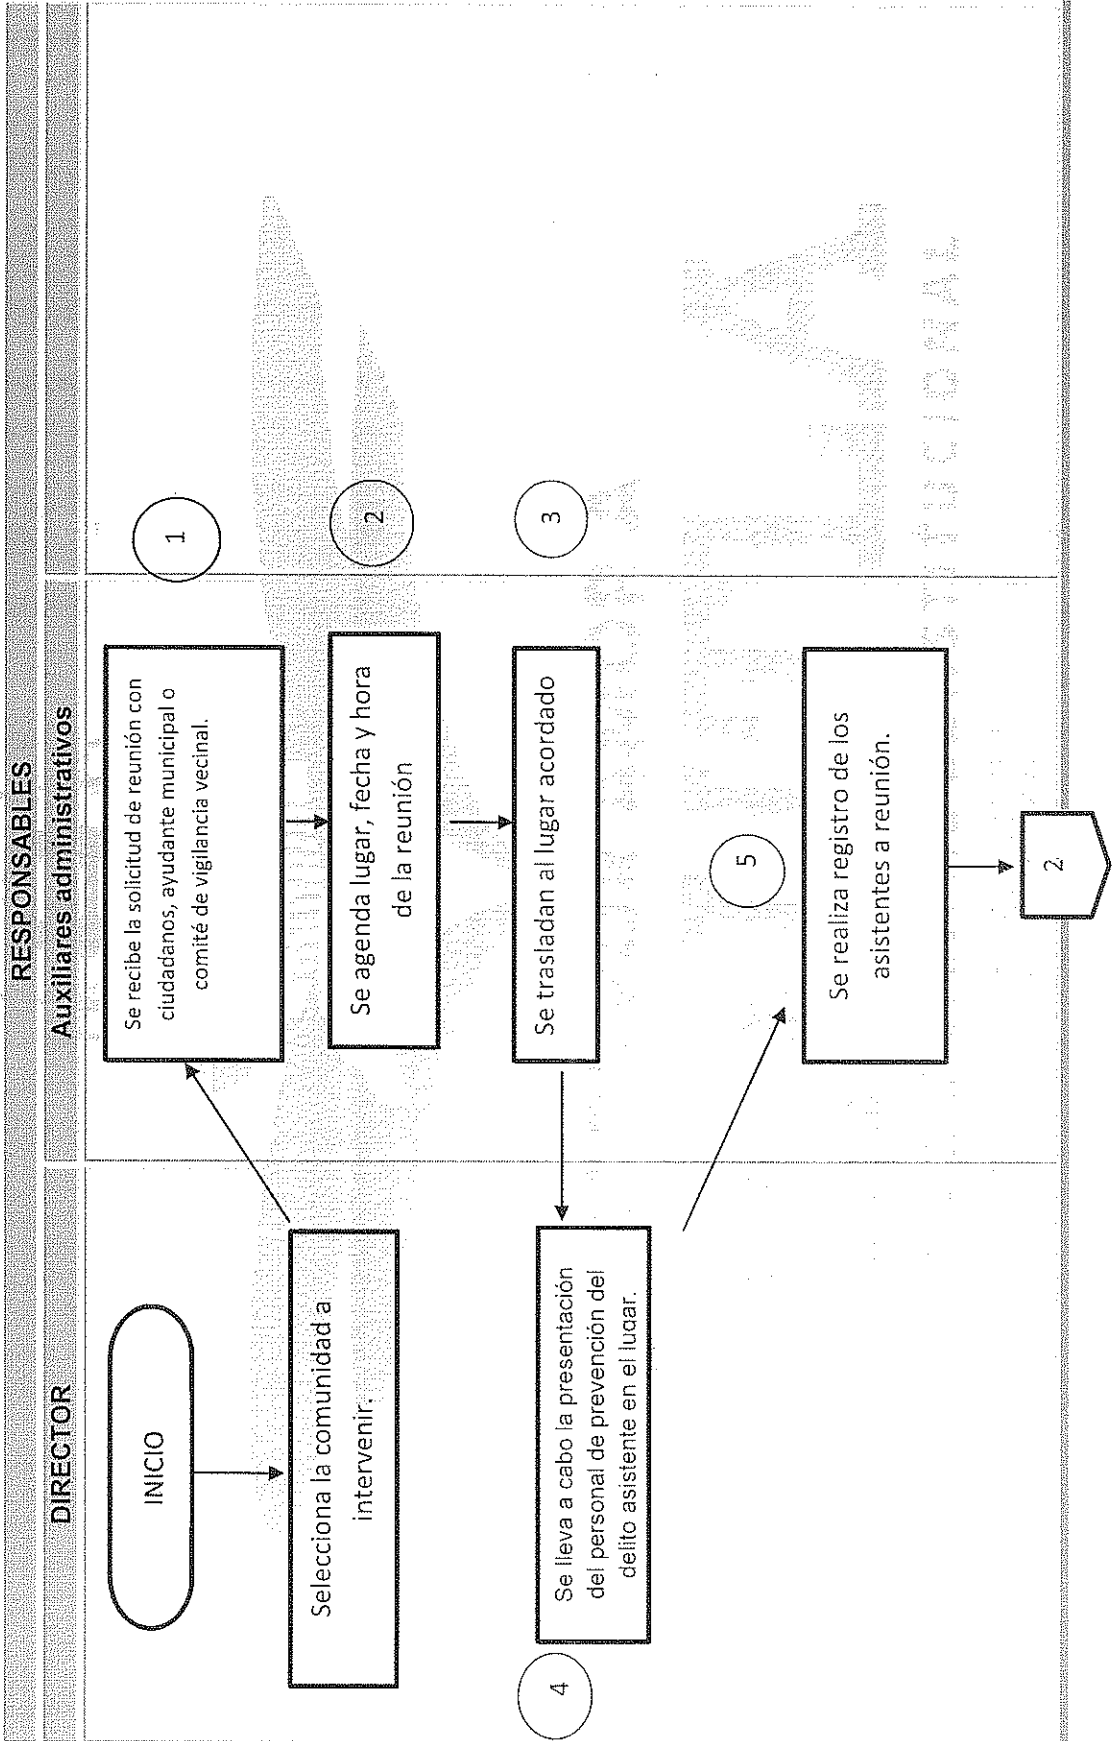 RESPONSABLES
DIRECTOR
Auxiliares administrativos
INICIO
Selecciona la comunidad a
intervenir.
Se recibe la solicitud de reunión con
ciudadanos, ayudante municipal o
comité de vigilancia vecinal.
1
Se agenda lugar, fecha y hora
de la reunión
2
Se trasladan al lugar acordado
3
4
Se lleva a cabo la presentación
del personal de prevención del
delito asistente en el lugar.
5
Se realiza registro de los
asistentes a reunión.
2